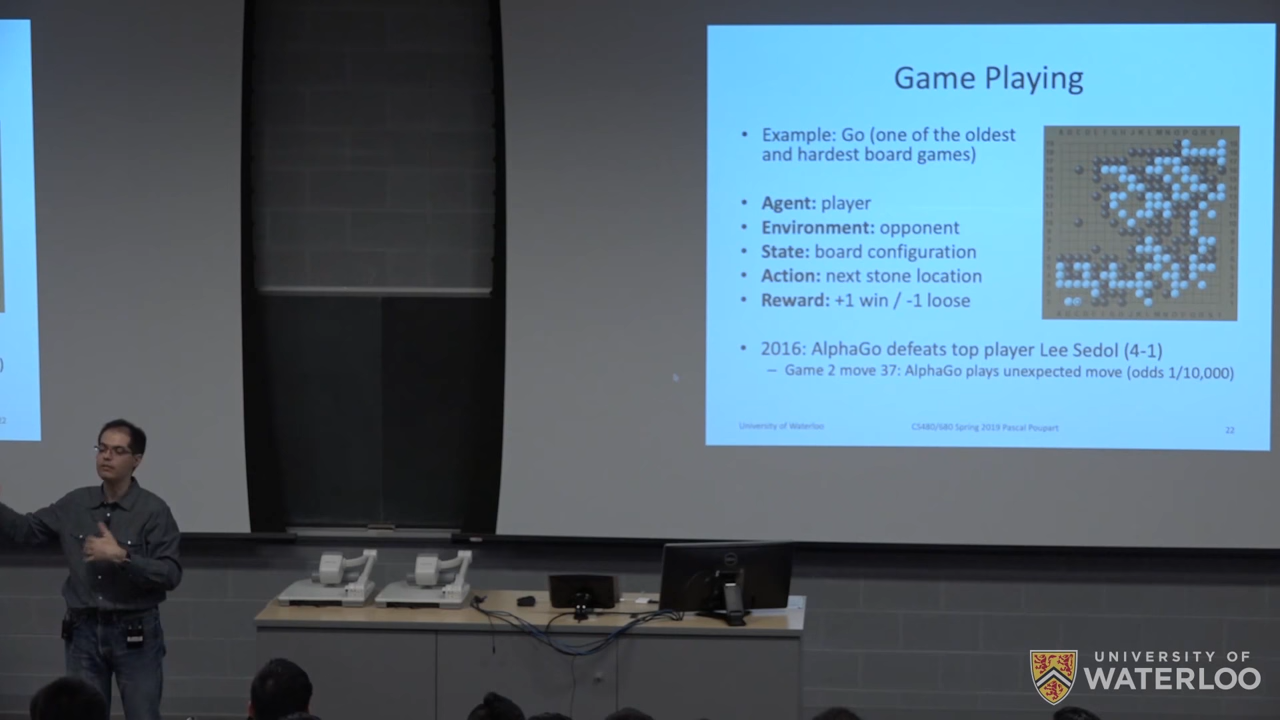 Game Playing
• Example: Go (one of the oldest
and hardest board games)
• Agent: player
• Environment: opponent
• State: board configuration
• Action: next stone location
• Reward: +1 win / -1 loose
• 2016: AlphaGo defeats top player Lee Sedol (4-1)
– Game 2 move 37: AlphaGo plays unexpected move (odds 1/10,000)
University of Waterloo CS480/680 Spring 2019 Pascal Poupart 22
)
22
UNIVERSITY OF
WATERLOO